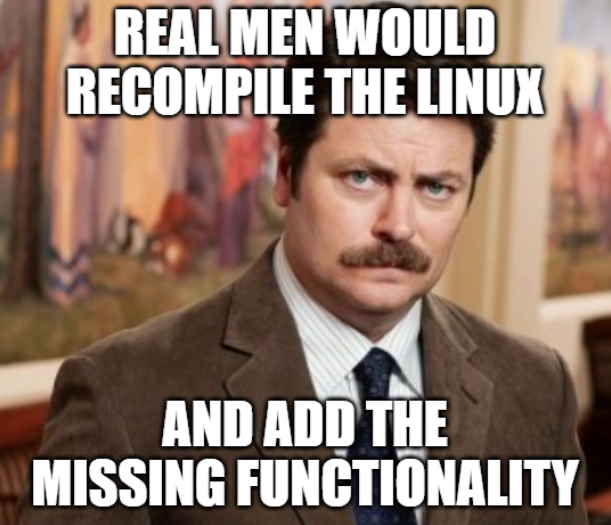 REAL MEN WOULD
RECOMPILE THE LINUX
AND ADD THE
MISSING FUNCTIONALITY